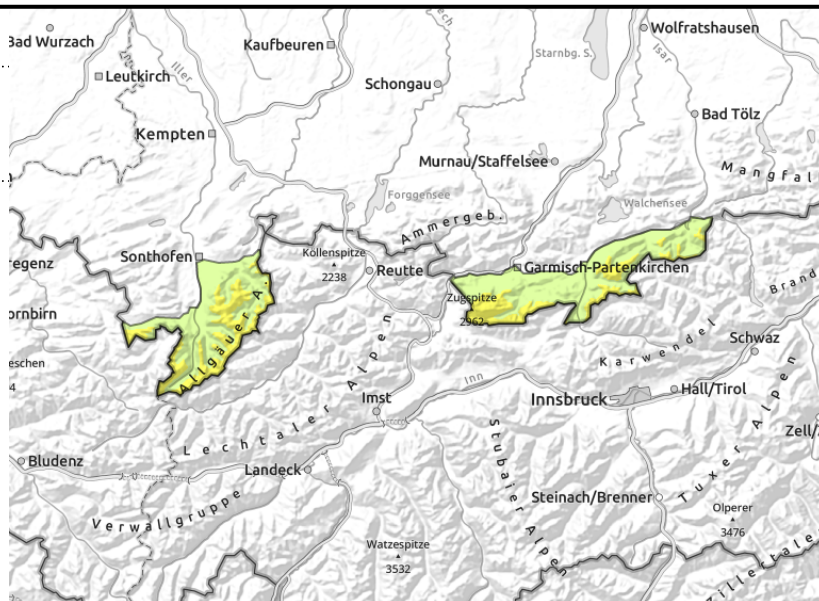 Bad Wurzach
Kaufbeuren
Wolfratshausen
Starnbg. S.
Isar
Leutkirch
Iller
Schongau
Kempten
Bad Tölz
Murnau/Staffelsee
Mangfal
Forggensee
Walchensee
Ammergeb.
Sonthofen
Kollenspitze
2238
Reutte
Garmisch-Partenkirchen
egenz
Zugspitze
2962
Brand
ornbirn
Allgäuer A.
Karwendel
Schwaz
eschen
4
Lechtaler Alpen
Imst
Inn
Innsbruck
Hall/Tirol
Bludenz
Landeck
Stubaier Alpen
Tuxer Alpen
Zell/
Verwallgruppe
Steinach/Brenner
Olperer
3476
Watzespitze
3532
Zillertale